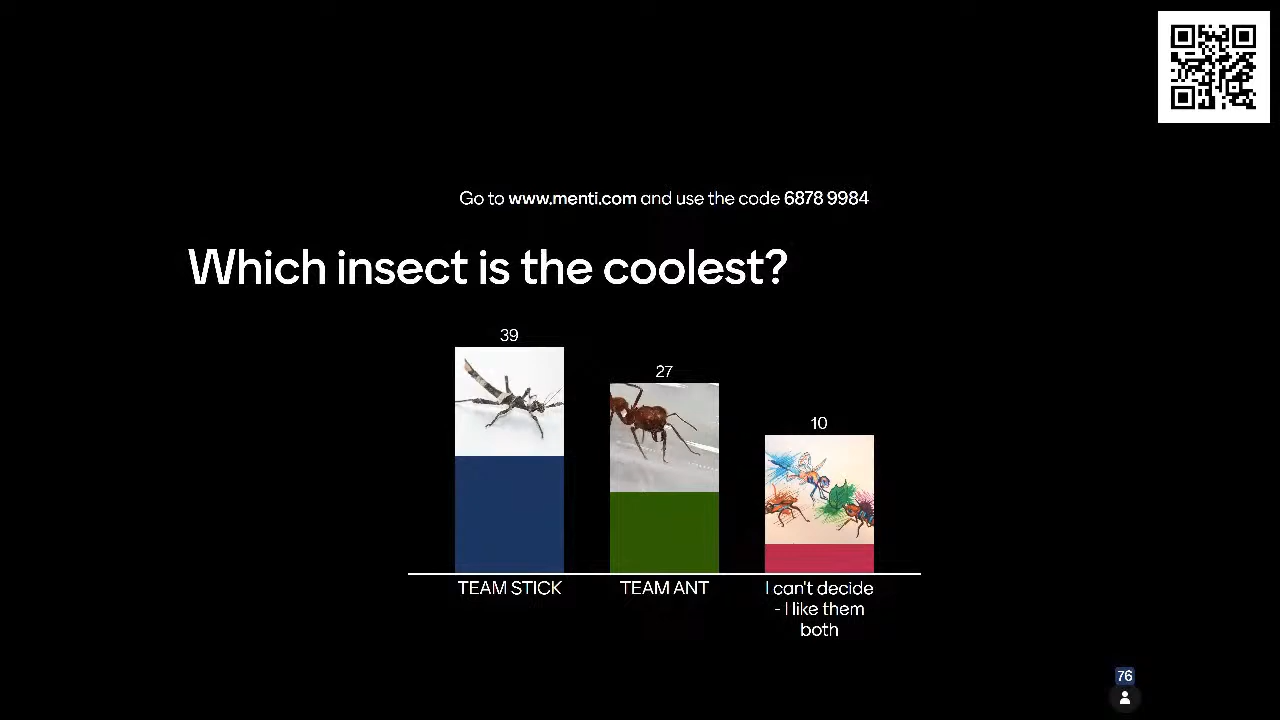 Go to www.menti.com and use the code 6878 9984
Which insect is the coolest?
39
27
10
TEAM STICK
TEAM ANT
I can't decide
- I like them
both
76